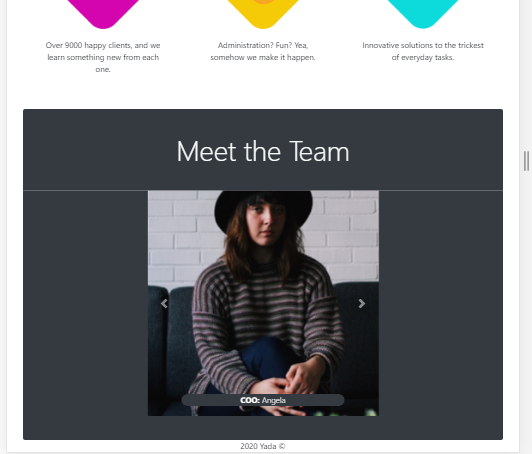 Over 9000 happy clients, and we
learn something new from each
one.
Administration? Fun? Yea,
somehow we make it happen.
Innovative solutions to the trickest
of everyday tasks.
Meet the Team
COO: Angela
2020 Yada ©